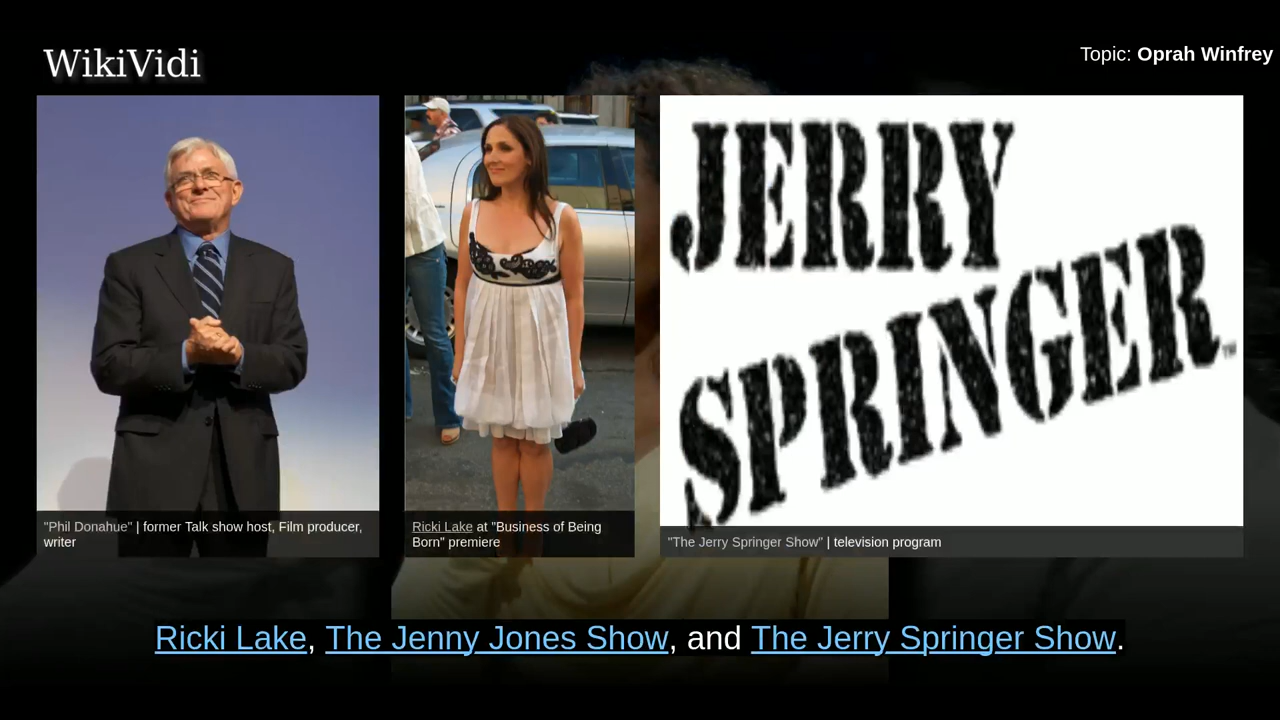 WikiVidi
Topic: Oprah Winfrey
JERRY
SPRINGER
TM
"Phil Donahue" | former Talk show host, Film producer,
writer
Ricki Lake at "Business of Being
Born" premiere
"The Jerry Springer Show" | television program
Ricki Lake, The Jenny Jones Show, and The Jerry Springer Show.